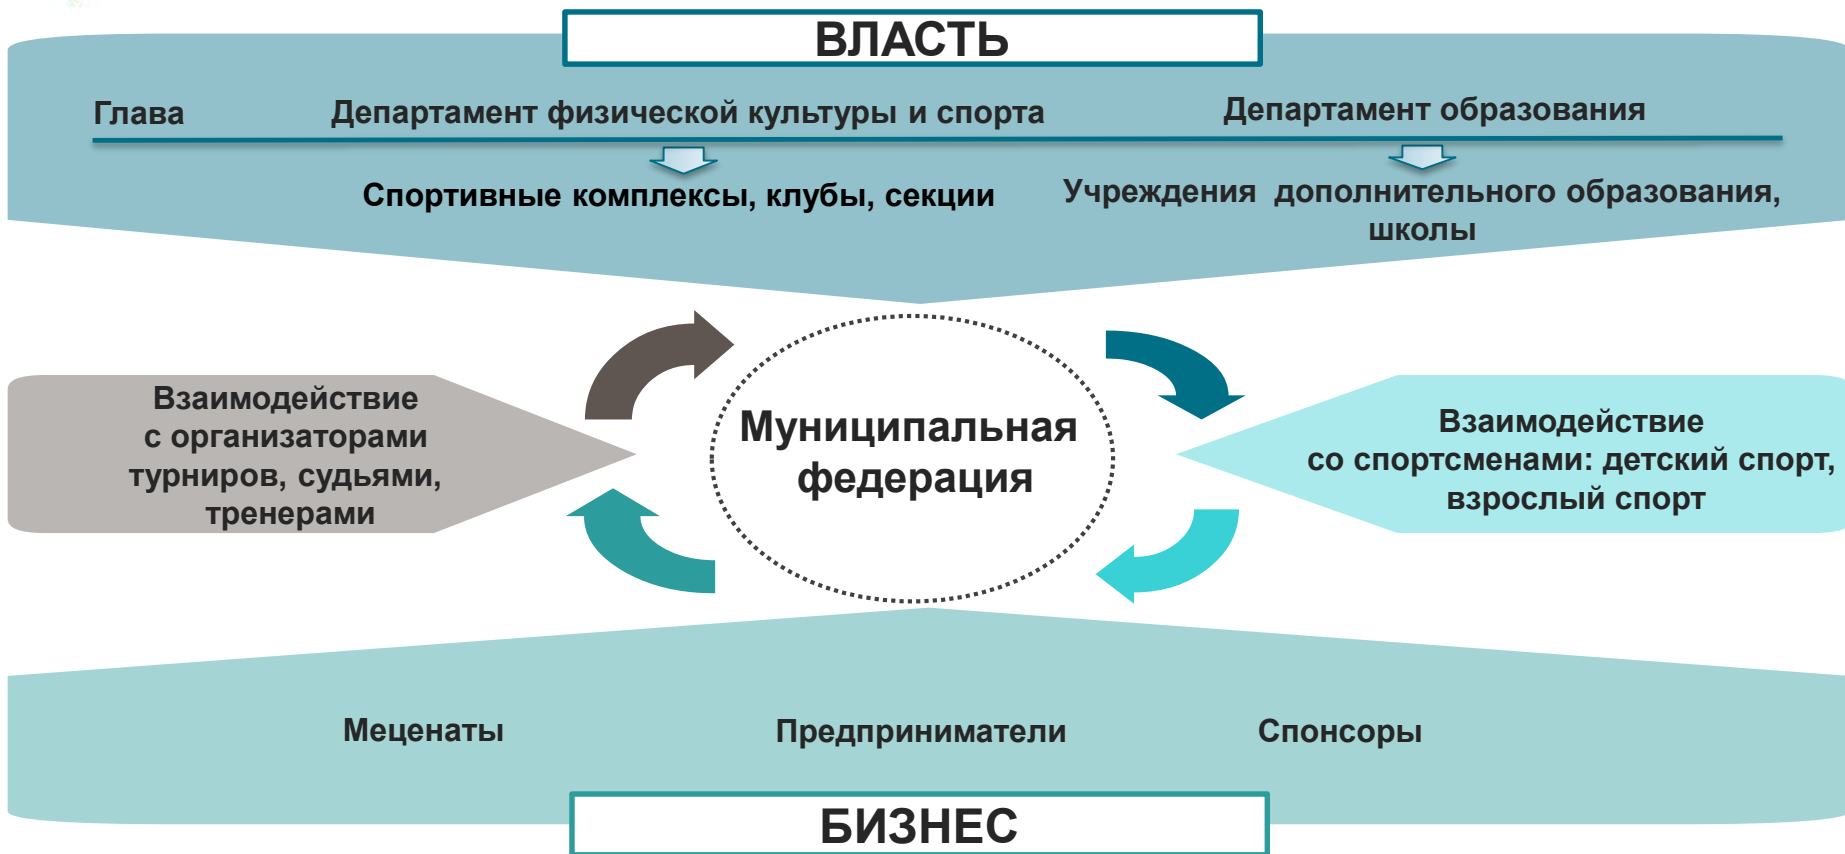 ВЛАСТЬ
Глава
Департамент физической культуры и спорта
Департамент образования
Спортивные комплексы, клубы, секции
Учреждения дополнительного образования,
школы
Взаимодействие
с организаторами
турниров, судьями,
тренерами
Муниципальная
федерация
Взаимодействие
со спортсменами: детский спорт,
взрослый спорт
Меценаты
Предприниматели
Спонсоры
БИЗНЕС